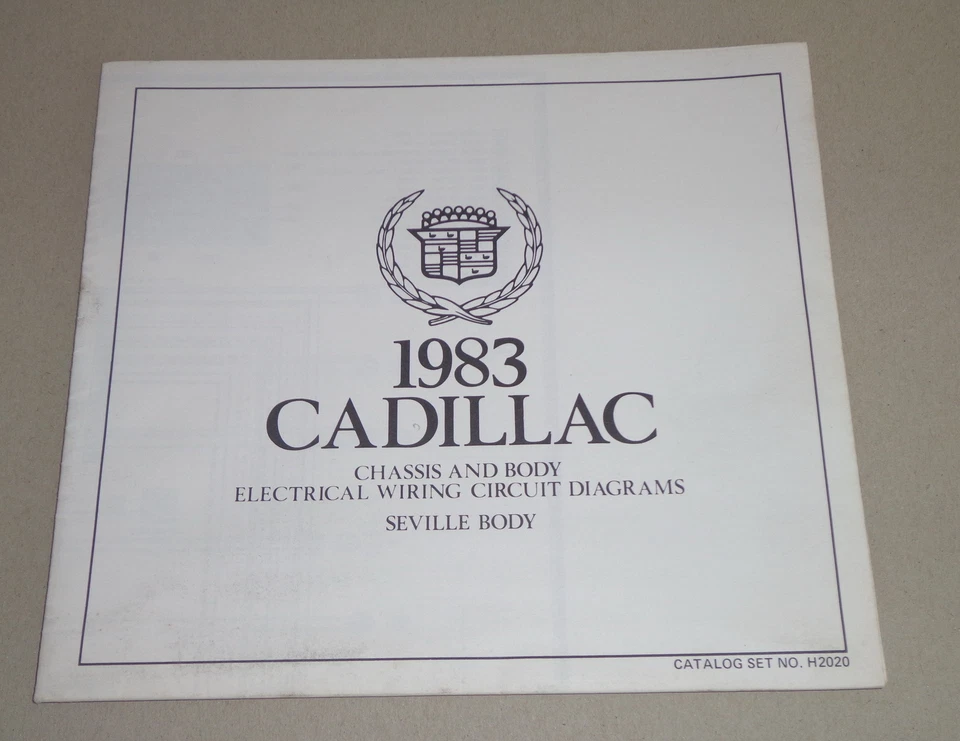 1983
CADILLAC
CHASSIS AND BODY
ELECTRICAL WIRING CIRCUIT DIAGRAMS
SEVILLE BODY
CATALOG SET NO. H2020